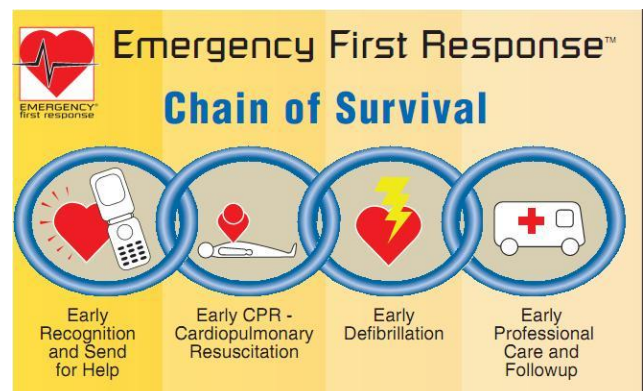 Emergency First Response™
EMERGENCY®
first response
Chain of Survival
Early
Recognition
and Send
for Help
Early CPR -
Cardiopulmonary
Resuscitation
Early
Defibrillation
Early
Professional
Care and
Followup